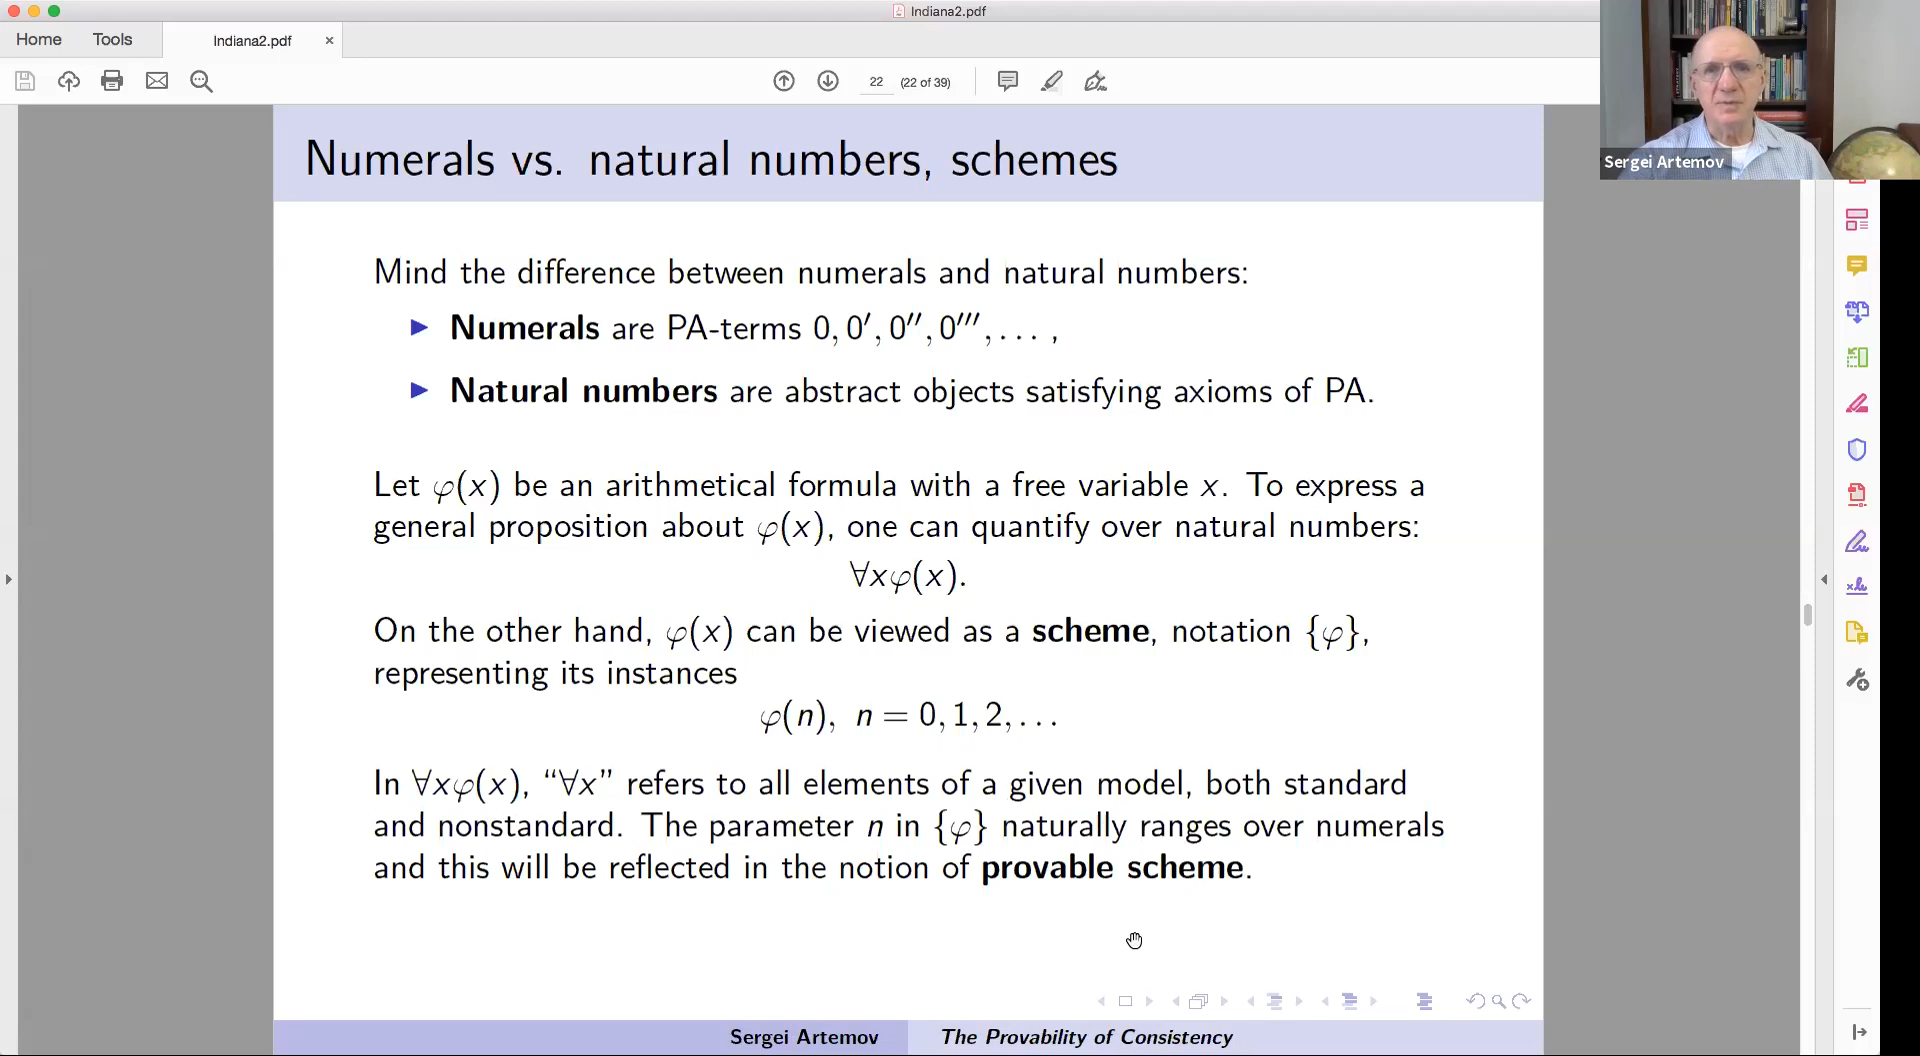 Indiana2.pdf
Home Tools Indiana2.pdf ×
22 (22 of 39)
Sergei Artemov
Numerals vs. natural numbers, schemes
Mind the difference between numerals and natural numbers:
▶ Numerals are PA-terms 0, 0′, 0′′, 0′′′, . . . ,
▶ Natural numbers are abstract objects satisfying axioms of PA.
Let φ(x) be an arithmetical formula with a free variable x. To express a
general proposition about φ(x), one can quantify over natural numbers:
∀xφ(x).
On the other hand, φ(x) can be viewed as a scheme, notation {φ},
representing its instances
φ(n), n = 0, 1, 2, . . .
In ∀xφ(x), “∀x” refers to all elements of a given model, both standard
and nonstandard. The parameter n in {φ} naturally ranges over numerals
and this will be reflected in the notion of provable scheme.
Sergei Artemov The Provability of Consistency